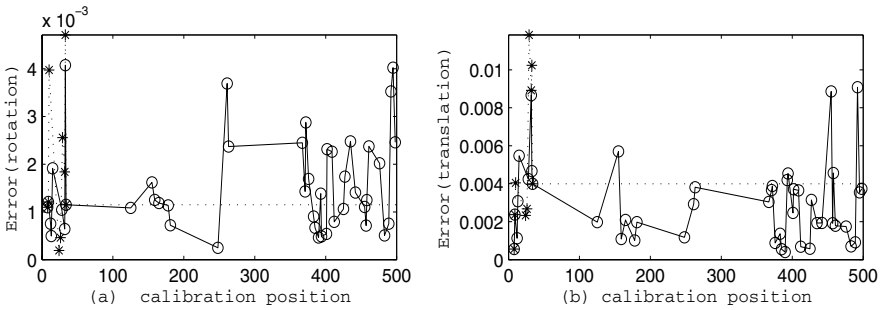 x 10⁻³
4
3
2
1
0
Error(rotation)
0 100 200 300 400 500
(a) calibration position
0.01
0.008
0.006
0.004
0.002
0
Error(translation)
0 100 200 300 400 500
(b) calibration position